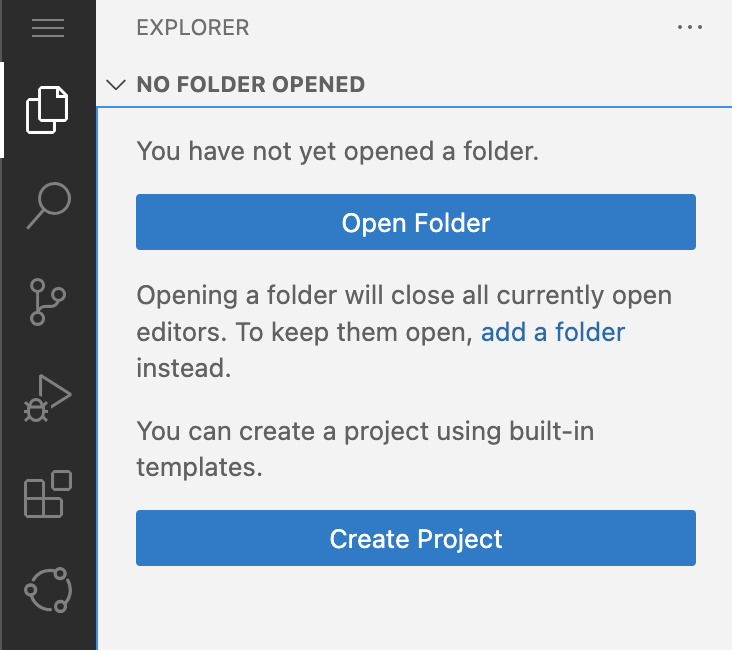 EXPLORER
NO FOLDER OPENED
You have not yet opened a folder.
Open Folder
Opening a folder will close all currently open
editors. To keep them open, add a folder
instead.
You can create a project using built-in
templates.
Create Project